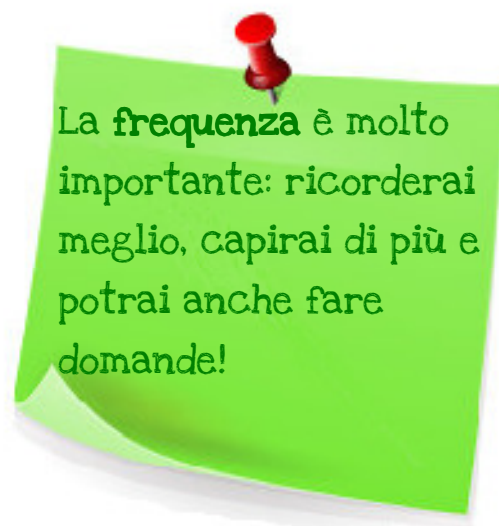 La frequenza è molto
importante: ricorderai
meglio, capirai di più e
potrai anche fare
domande!